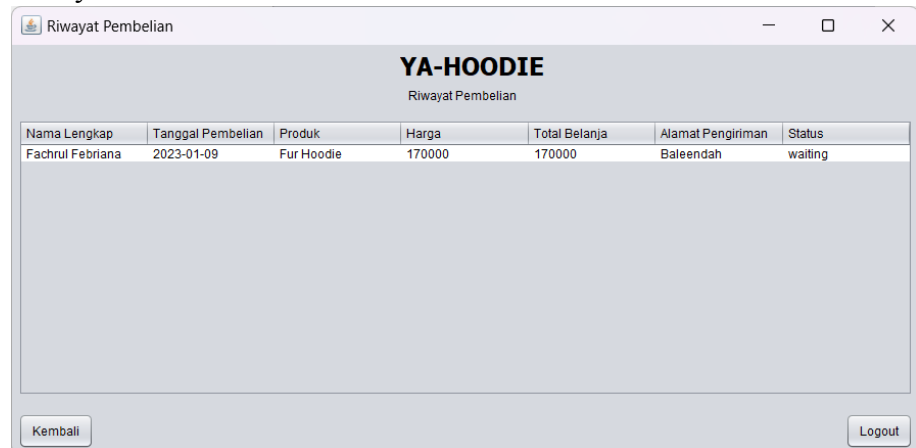 Riwayat Pembelian
YA-HOODIE
Riwayat Pembelian
Nama Lengkap Tanggal Pembelian Produk Harga Total Belanja Alamat Pengiriman Status
Fachrul Febriana 2023-01-09 Fur Hoodie 170000 170000 Baleendah waiting
Kembali Logout